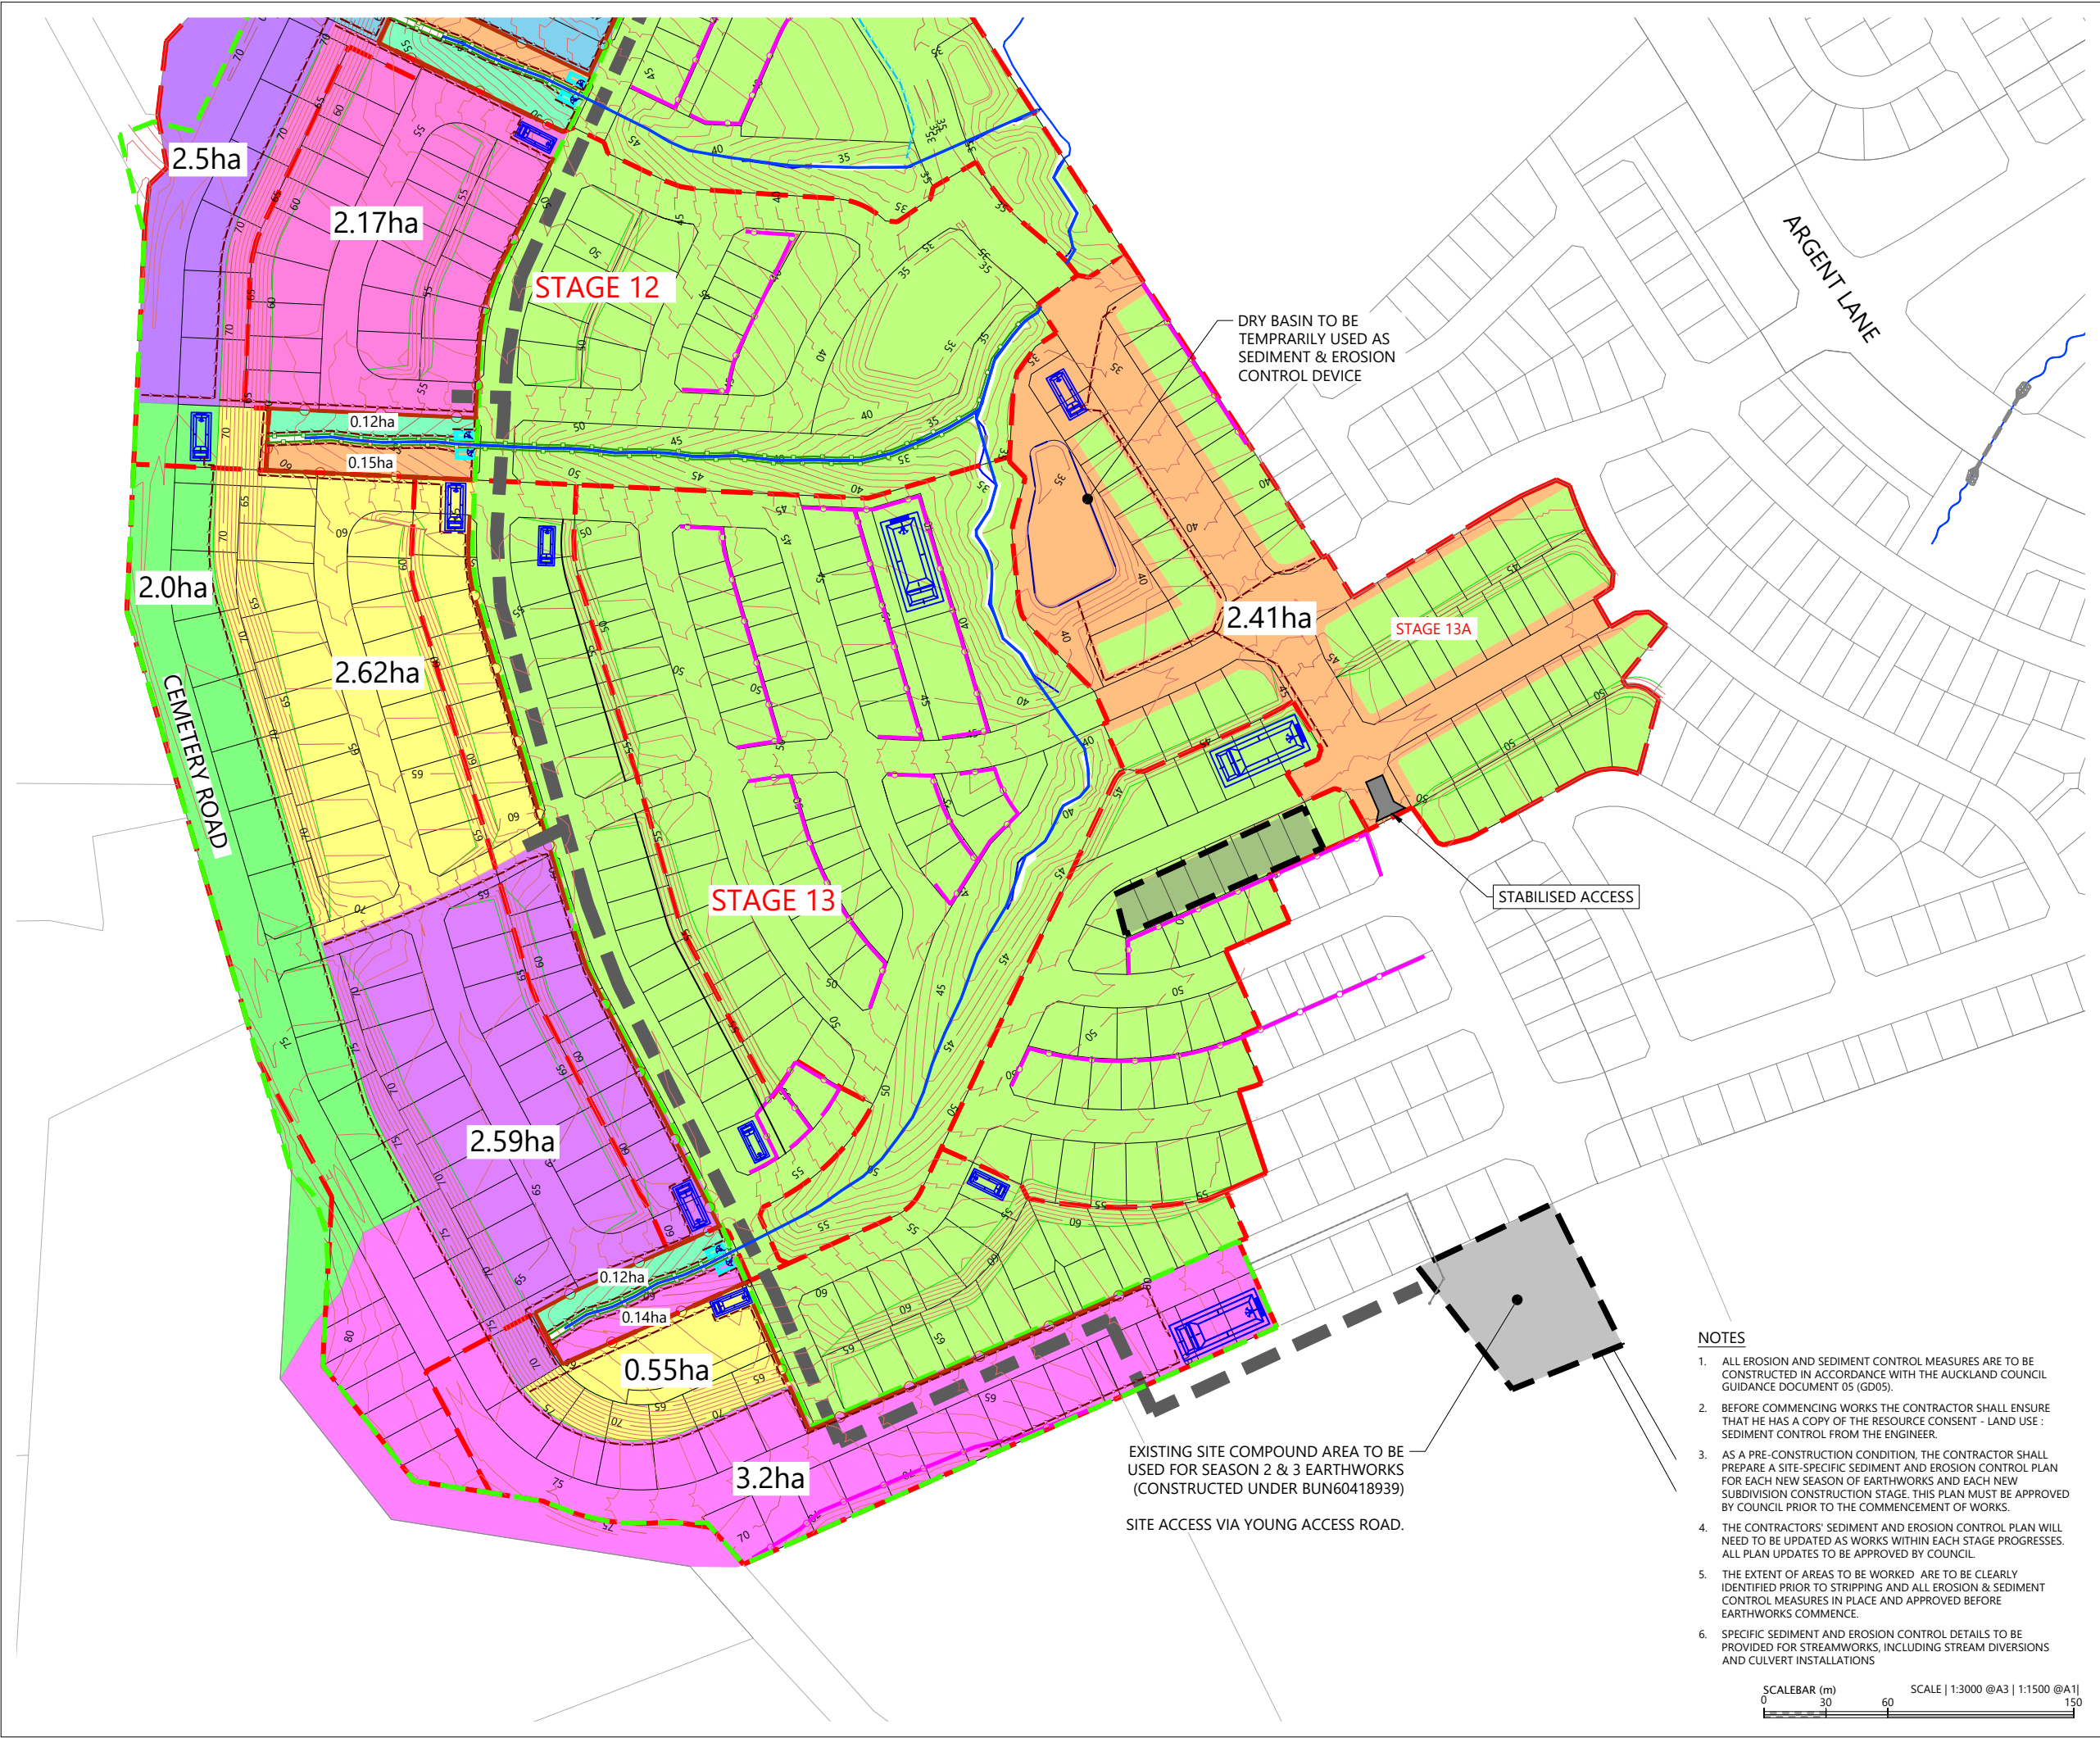 2.5ha
2.17ha
STAGE 12
0.12ha
0.15ha
2.0ha
2.62ha
CEMETERY ROAD
STAGE 13
2.59ha
0.12ha
0.14ha
0.55ha
3.2ha
DRY BASIN TO BE
TEMPRARILY USED AS
SEDIMENT & EROSION
CONTROL DEVICE
ARGENT LANE
2.41ha
STAGE 13A
STABILISED ACCESS
EXISTING SITE COMPOUND AREA TO BE
USED FOR SEASON 2 & 3 EARTHWORKS
(CONSTRUCTED UNDER BUN60418939)
SITE ACCESS VIA YOUNG ACCESS ROAD.
NOTES
1. ALL EROSION AND SEDIMENT CONTROL MEASURES ARE TO BE
CONSTRUCTED IN ACCORDANCE WITH THE AUCKLAND COUNCIL
GUIDANCE DOCUMENT 05 (GD05).
2. BEFORE COMMENCING WORKS THE CONTRACTOR SHALL ENSURE
THAT HE HAS A COPY OF THE RESOURCE CONSENT - LAND USE :
SEDIMENT CONTROL FROM THE ENGINEER.
3. AS A PRE-CONSTRUCTION CONDITION, THE CONTRACTOR SHALL
PREPARE A SITE-SPECIFIC SEDIMENT AND EROSION CONTROL PLAN
FOR EACH NEW SEASON OF EARTHWORKS AND EACH NEW
SUBDIVISION CONSTRUCTION STAGE. THIS PLAN MUST BE APPROVED
BY COUNCIL PRIOR TO THE COMMENCEMENT OF WORKS.
4. THE CONTRACTORS' SEDIMENT AND EROSION CONTROL PLAN WILL
NEED TO BE UPDATED AS WORKS WITHIN EACH STAGE PROGRESSES.
ALL PLAN UPDATES TO BE APPROVED BY COUNCIL.
5. THE EXTENT OF AREAS TO BE WORKED ARE TO BE CLEARLY
IDENTIFIED PRIOR TO STRIPPING AND ALL EROSION & SEDIMENT
CONTROL MEASURES IN PLACE AND APPROVED BEFORE
EARTHWORKS COMMENCE.
6. SPECIFIC SEDIMENT AND EROSION CONTROL DETAILS TO BE
PROVIDED FOR STREAMWORKS, INCLUDING STREAM DIVERSIONS
AND CULVERT INSTALLATIONS
SCALEBAR (m) SCALE | 1:3000 @A3 | 1:1500 @A1|
0 30 60 150